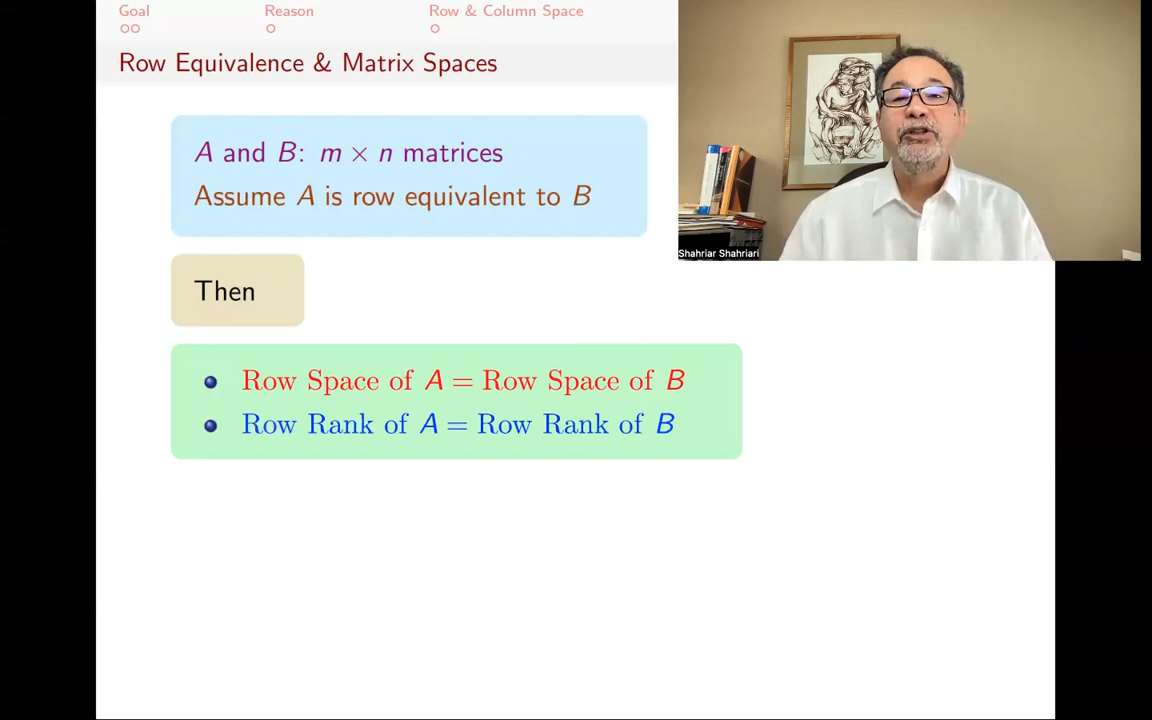 Goal Reason Row & Column Space
Row Equivalence & Matrix Spaces
A and B: m × n matrices
Assume A is row equivalent to B
Then
Row Space of A = Row Space of B
Row Rank of A = Row Rank of B
Shahriar Shahriari